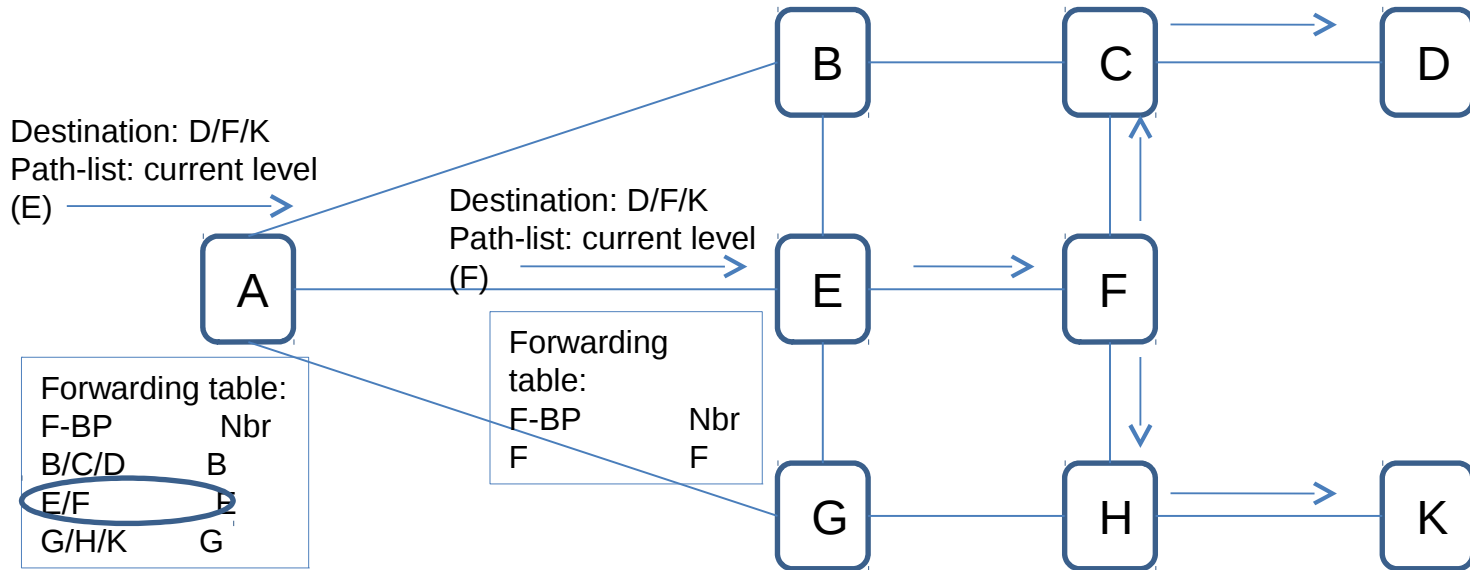 B
C
D
Destination: D/F/K
Path-list: current level
(E)
Destination: D/F/K
Path-list: current level
(F)
A
E
F
Forwarding
table:
F-BP Nbr
F F
Forwarding table:
F-BP Nbr
B/C/D B
E/F E
G/H/K G
G
H
K